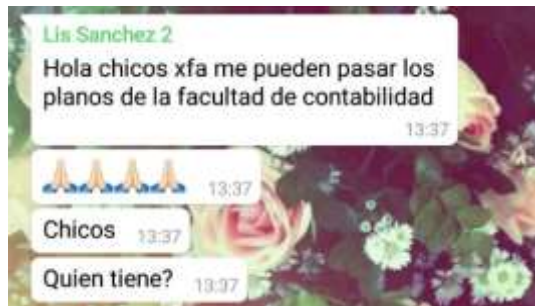 Lis Sanchez 2
Hola chicos xfa me pueden pasar los
planos de la facultad de contabilidad
13:37
🙏🏻🙏🏻🙏🏻🙏🏻 13:37
Chicos 13:37
Quien tiene? 13:37